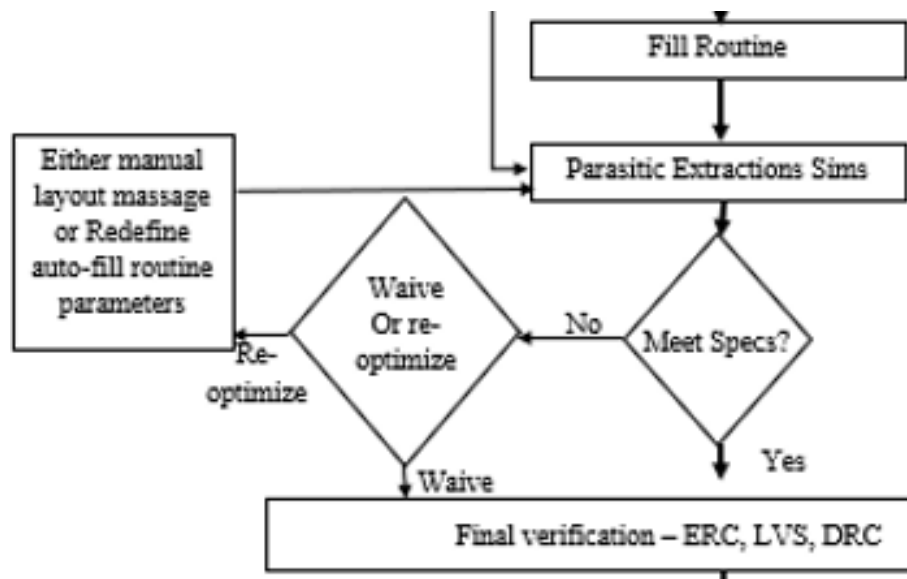 Fill Routine
Parasitic Extractions Sims
Either manual
layout massage
or Redefine
auto-fill routine
parameters
Waive
Or re-
optimize
No
Meet Specs?
Re-
optimize
Yes
Waive
Final verification – ERC, LVS, DRC